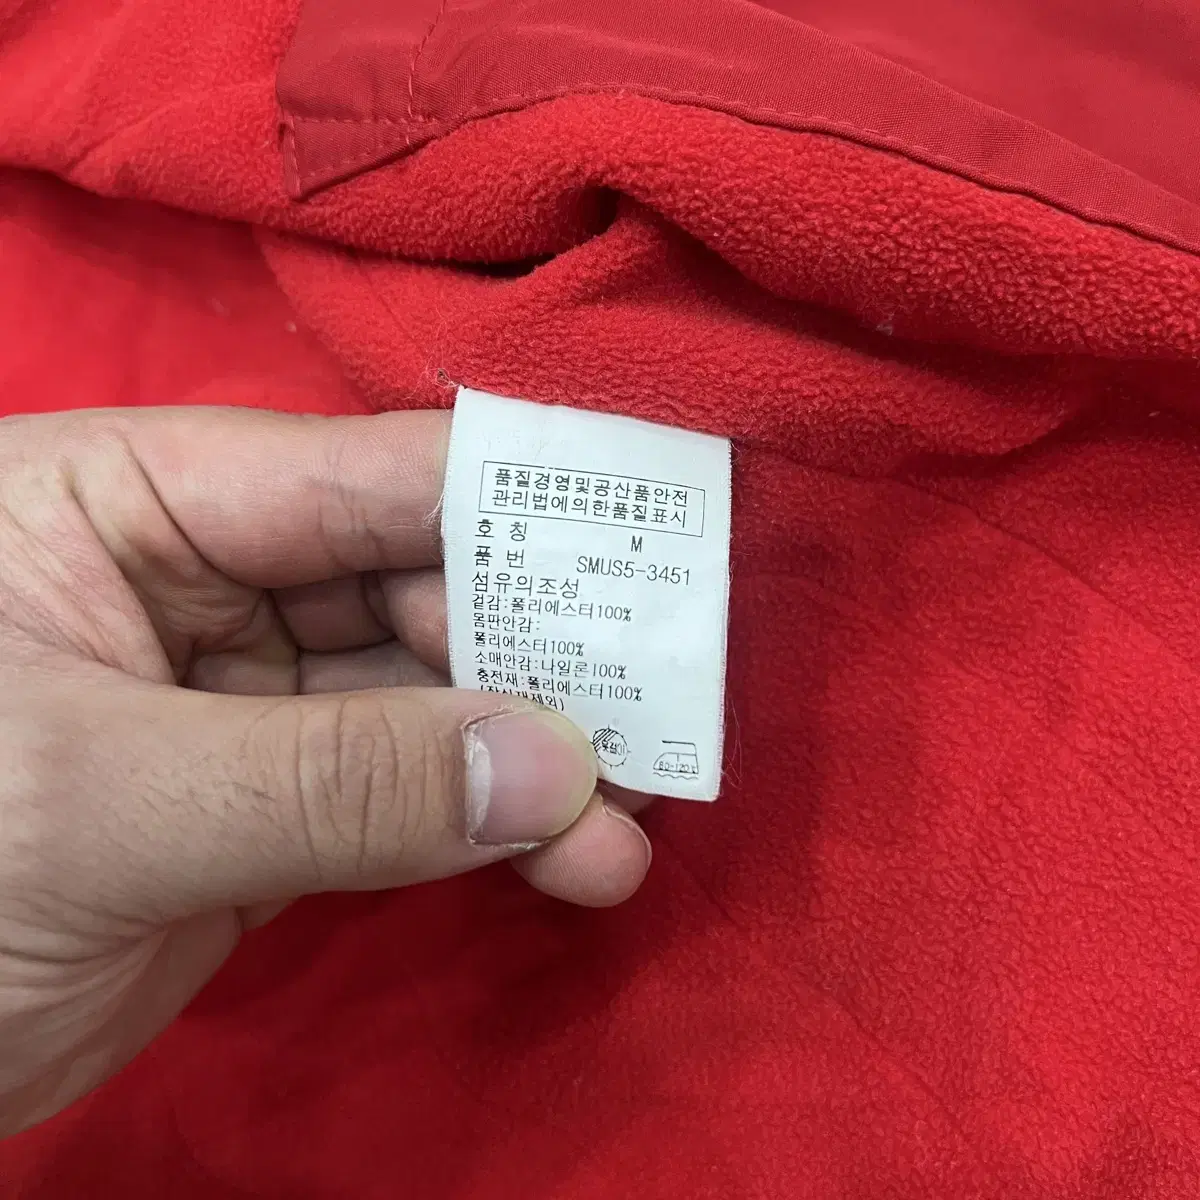 품질경영및공산품안전
관리법에의한품질표시
호 칭 M
품 번 SMUS5-3451
섬유의조성
겉감:폴리에스터100%
몸판안감:
폴리에스터100%
소매안감:나일론100%
충전재:폴리에스터100%
80-120℃